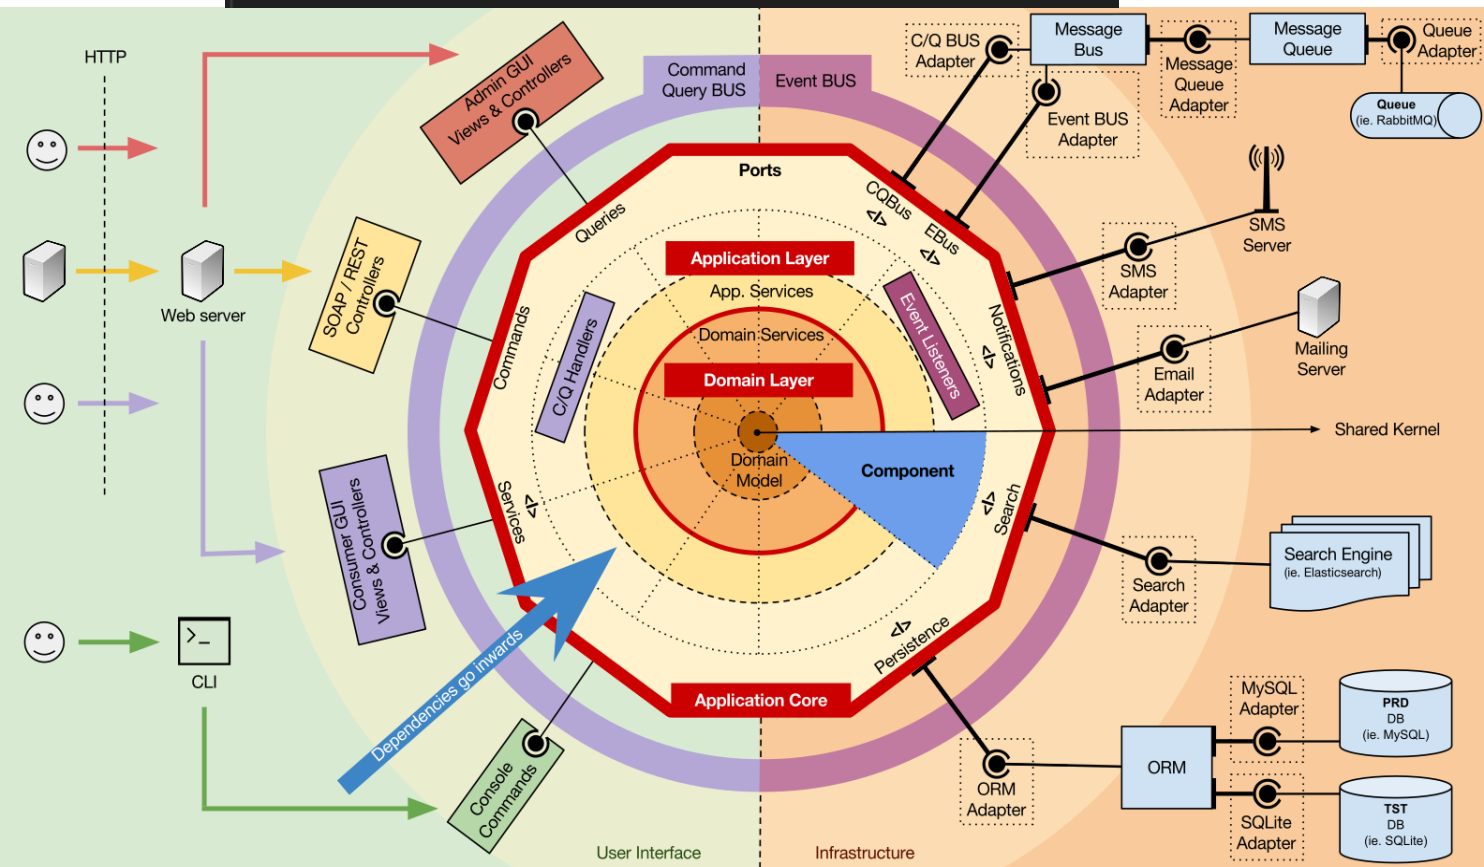 HTTP
Web server
CLI
>_
Admin GUI
Views & Controllers
SOAP / REST
Controllers
Consumer GUI
Views & Controllers
Console
Commands
Dependencies go inwards
User Interface
Command
Query BUS
Event BUS
Ports
Queries
Commands
Services
</>
C/Q Handlers
Application Layer
App. Services
Domain Services
Domain Layer
Domain
Model
Component
Event Listeners
Application Core
CQBus
</>
EBus
</>
Notifications
</>
Search
</>
Persistence
</>
Shared Kernel
C/Q BUS
Adapter
Message
Bus
Event BUS
Adapter
Message
Queue
Adapter
Message
Queue
Queue
Adapter
Queue
(ie. RabbitMQ)
SMS
Adapter
SMS
Server
Email
Adapter
Mailing
Server
Search
Adapter
Search Engine
(ie. Elasticsearch)
ORM
Adapter
ORM
MySQL
Adapter
PRD
DB
(ie. MySQL)
SQLite
Adapter
TST
DB
(ie. SQLite)
Infrastructure